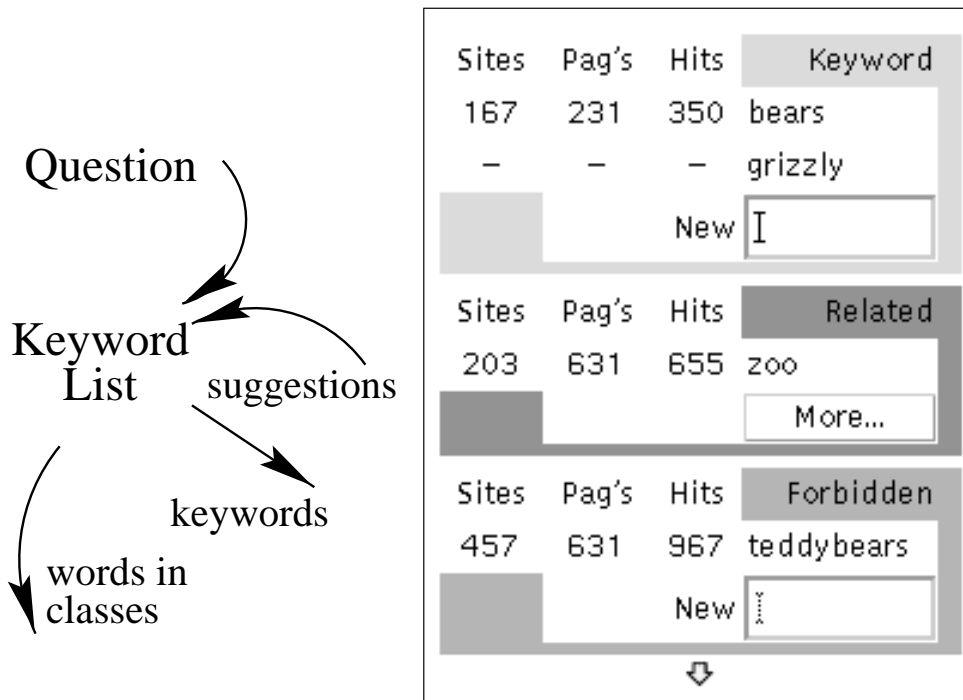 Question
Keyword
List
suggestions
keywords
words in
classes
Sites Pag's Hits Keyword
167 231 350 bears
– – – grizzly
New
Sites Pag's Hits Related
203 631 655 zoo
More...
Sites Pag's Hits Forbidden
457 631 967 teddybears
New